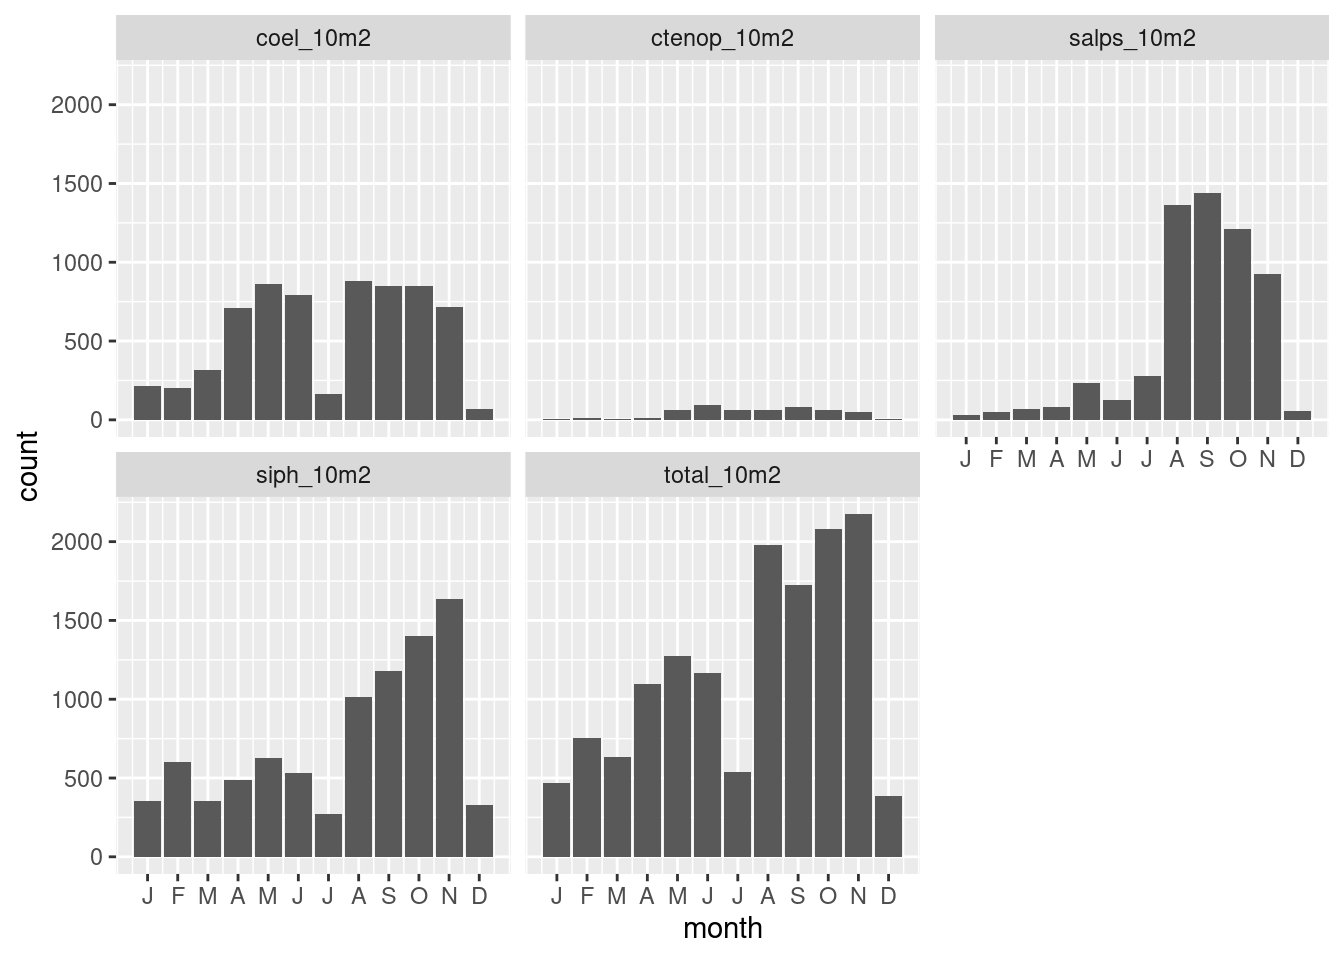 coel_10m2
ctenop_10m2
salps_10m2
2000
1500
1000
500
0
J F M A M J J A S O N D
count
siph_10m2
total_10m2
2000
1500
1000
500
0
J F M A M J J A S O N D
J F M A M J J A S O N D
month